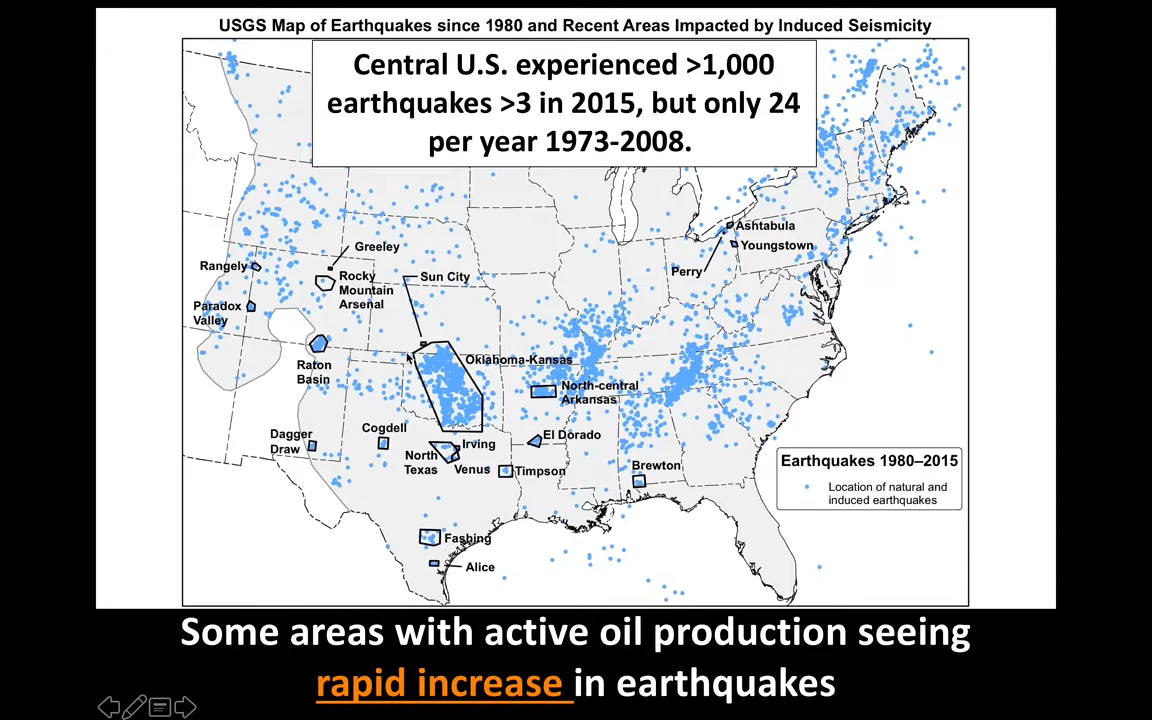 USGS Map of Earthquakes since 1980 and Recent Areas Impacted by Induced Seismicity
Central U.S. experienced >1,000
earthquakes >3 in 2015, but only 24
per year 1973-2008.
Ashtabula
Youngstown
Perry
Greeley
Rangely
Rocky
Mountain
Arsenal
Sun City
Paradox
Valley
Raton
Basin
Oklahoma-Kansas
North-central
Arkansas
Cogdell
Dagger
Draw
Irving
North
Texas
Venus
El Dorado
Timpson
Brewton
Fashing
Alice
Earthquakes 1980–2015
Location of natural and
induced earthquakes
Some areas with active oil production seeing
rapid increase in earthquakes